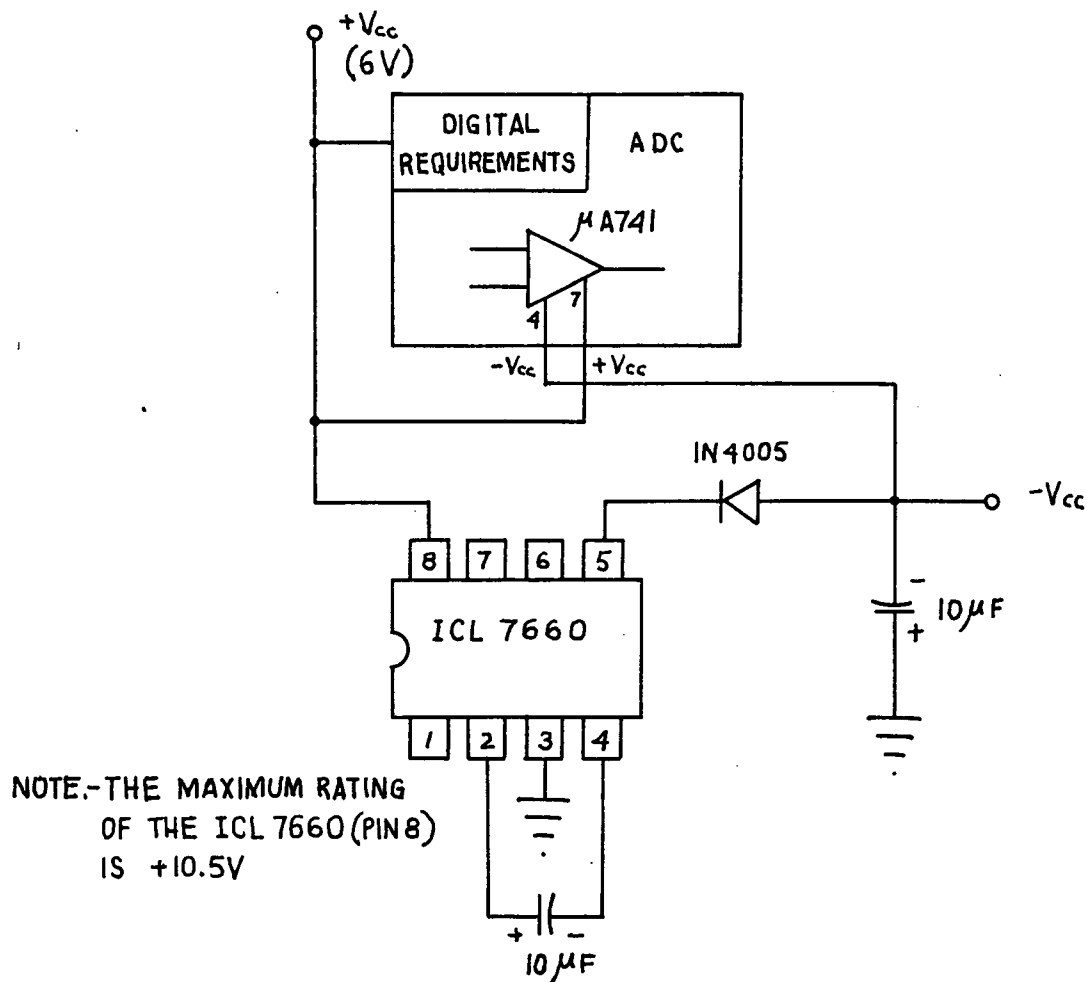 +Vcc
(6V)
DIGITAL
REQUIREMENTS
ADC
μA741
7
4
-Vcc
+Vcc
IN4005
-Vcc
8
7
6
5
-
10μF
+
ICL 7660
1
2
3
4
NOTE.-THE MAXIMUM RATING
OF THE ICL 7660 (PIN 8)
IS +10.5V
+
-
10μF